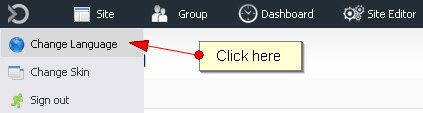 Site Group Dashboard Site Editor
Change Language
Click here
Change Skin
Sign out